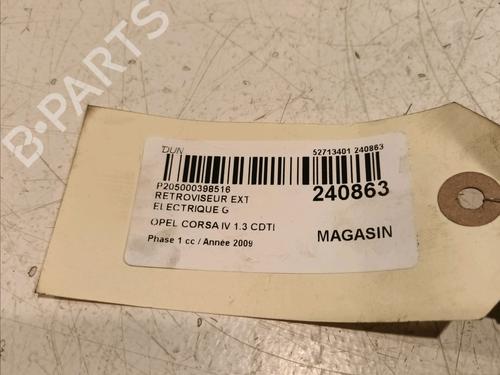 B-PARTS
DUN
52713401 240863
P205000398516
RETROVISEUR EXT
ELECTRIQUE G
240863
OPEL CORSA IV 1.3 CDTI
MAGASIN
Phase 1 cc / Année 2009